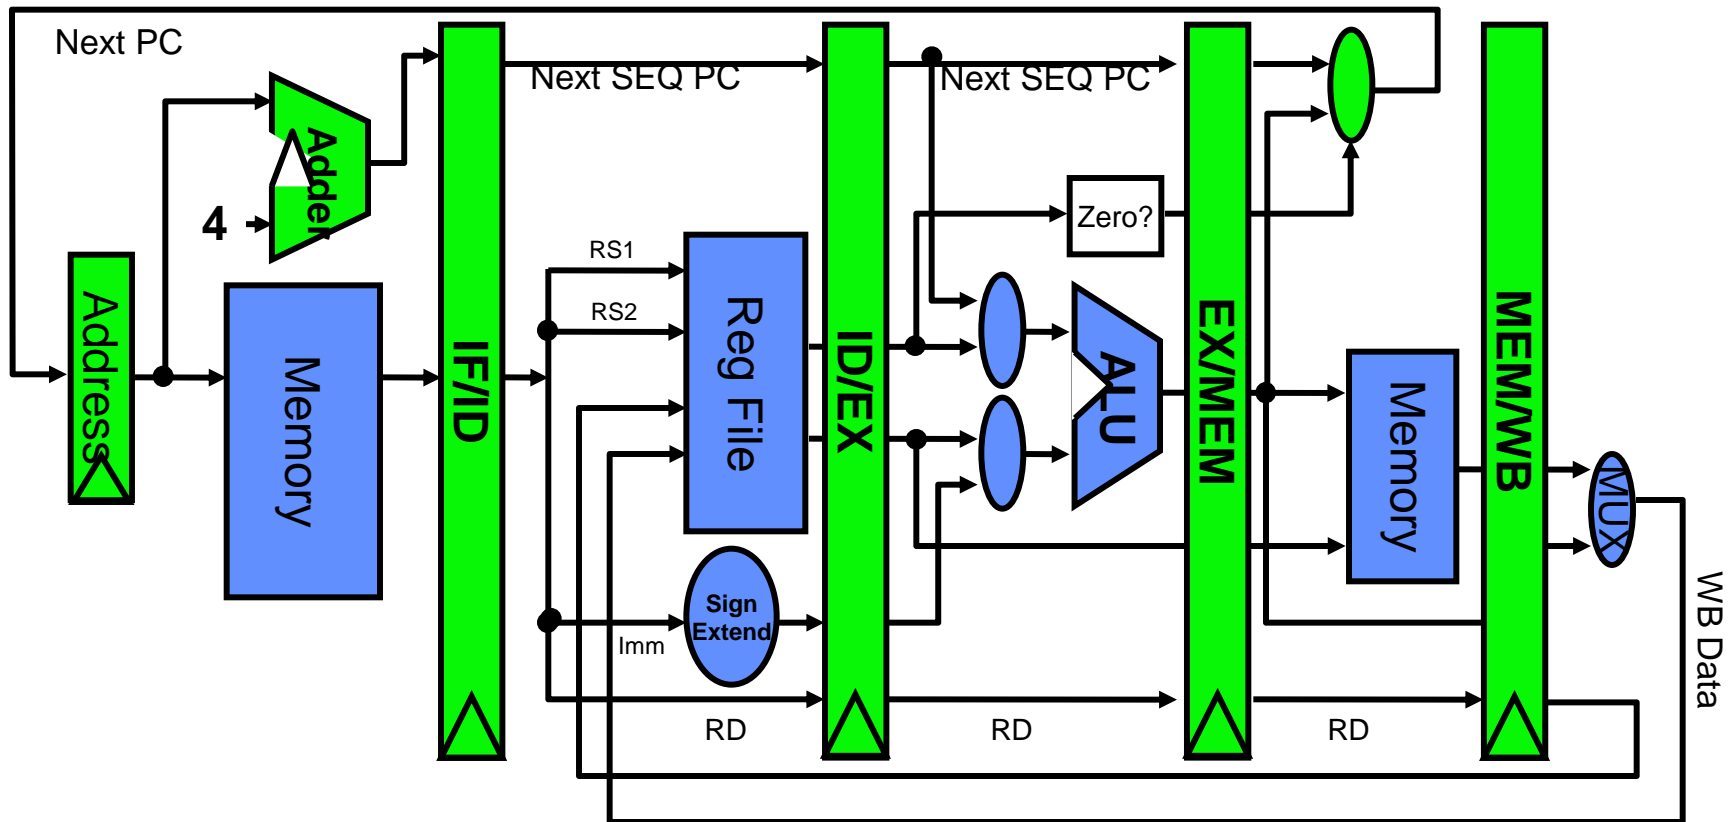 Next PC
Next SEQ PC
Next SEQ PC
Adder
4
Zero?
RS1
RS2
Address
Memory
IF/ID
Reg File
ID/EX
ALU
EX/MEM
Memory
MEM/WB
MUX
Sign
Extend
Imm
WB Data
RD
RD
RD